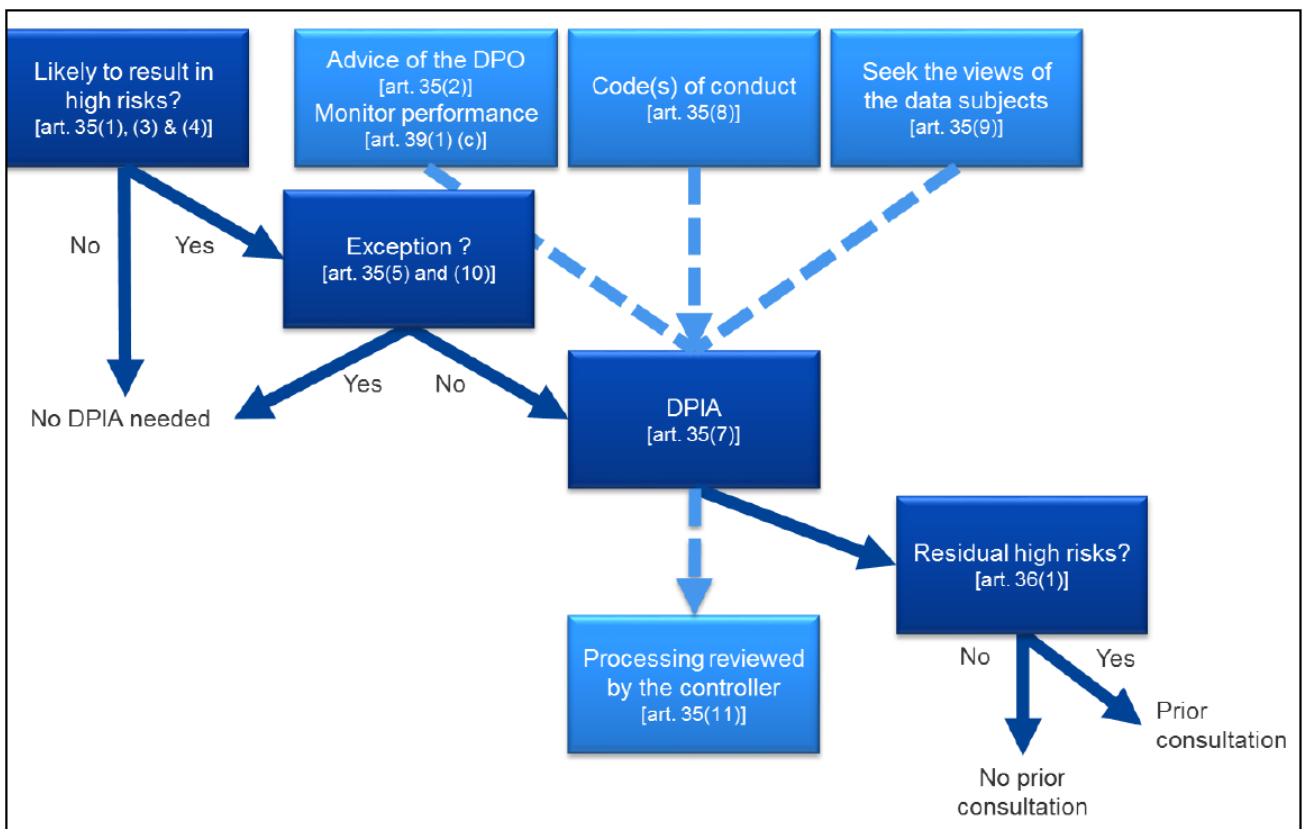 Likely to result in
high risks?
[art. 35(1), (3) & (4)]
Advice of the DPO
[art. 35(2)]
Monitor performance
[art. 39(1) (c)]
Code(s) of conduct
[art. 35(8)]
Seek the views of
the data subjects
[art. 35(9)]
No
Yes
Exception ?
[art. 35(5) and (10)]
Yes
No
No DPIA needed
DPIA
[art. 35(7)]
Residual high risks?
[art. 36(1)]
Processing reviewed
by the controller
[art. 35(11)]
No
Yes
Prior
consultation
No prior
consultation